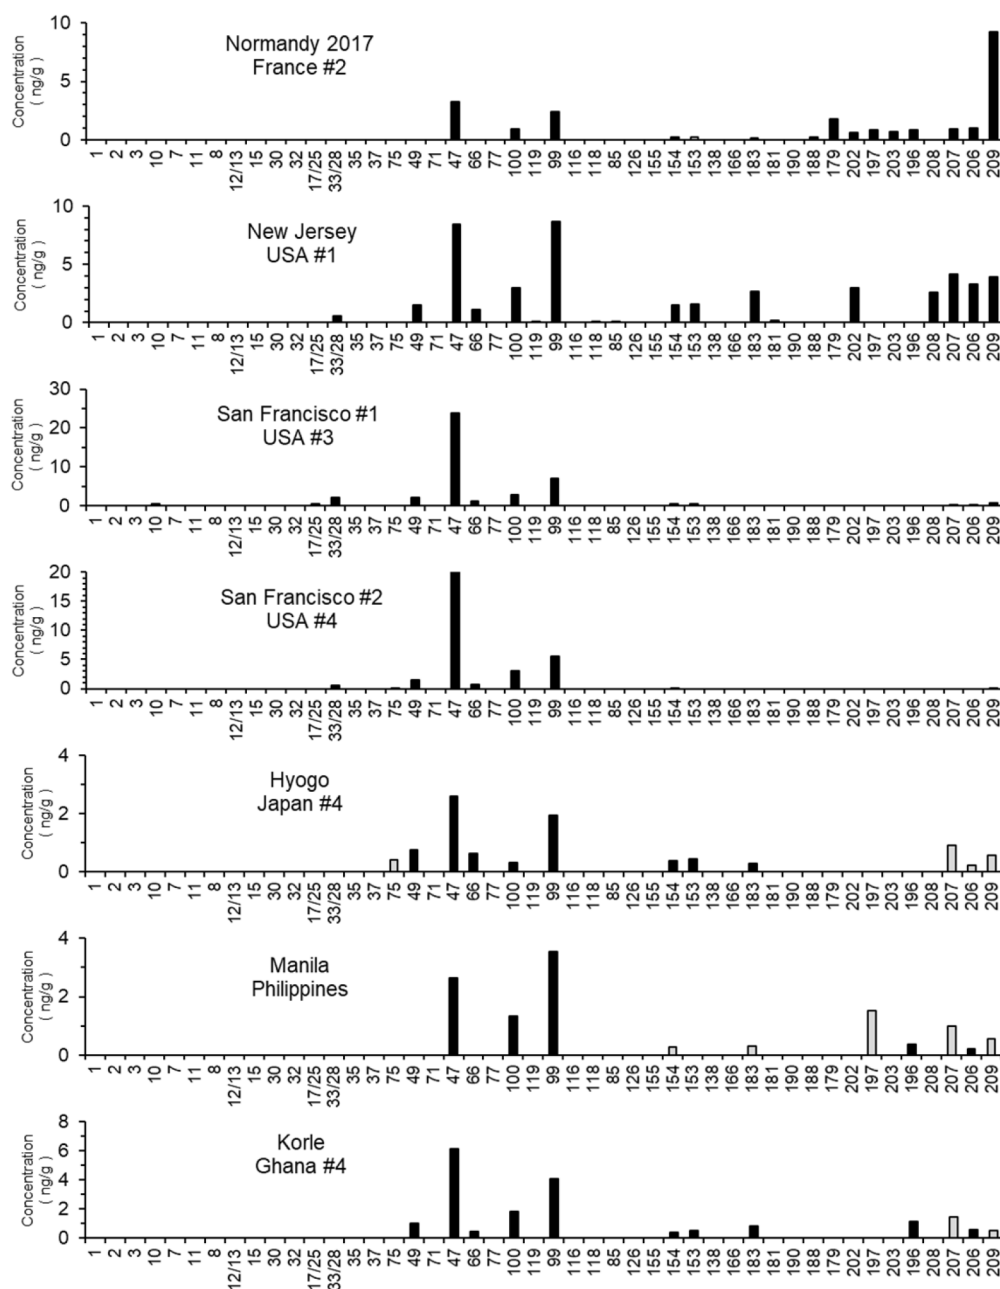 Concentration
( ng/g )
10
5
0
Normandy 2017
France #2
1 2 3 10 7 11 8 12/13 15 30 32 17/25 33/28 35 37 75 49 71 47 66 77 100 119 99 116 118 85 126 155 154 153 138 166 183 181 190 188 179 202 197 203 196 208 207 206 209
Concentration
( ng/g )
10
5
0
New Jersey
USA #1
1 2 3 10 7 11 8 12/13 15 30 32 17/25 33/28 35 37 75 49 71 47 66 77 100 119 99 116 118 85 126 155 154 153 138 166 183 181 190 188 179 202 197 203 196 208 207 206 209
Concentration
( ng/g )
30
20
10
0
San Francisco #1
USA #3
1 2 3 10 7 11 8 12/13 15 30 32 17/25 33/28 35 37 75 49 71 47 66 77 100 119 99 116 118 85 126 155 154 153 138 166 183 181 190 188 179 202 197 203 196 208 207 206 209
Concentration
( ng/g )
20
15
10
5
0
San Francisco #2
USA #4
1 2 3 10 7 11 8 12/13 15 30 32 17/25 33/28 35 37 75 49 71 47 66 77 100 119 99 116 118 85 126 155 154 153 138 166 183 181 190 188 179 202 197 203 196 208 207 206 209
Concentration
( ng/g )
4
2
0
Hyogo
Japan #4
1 2 3 10 7 11 8 12/13 15 30 32 17/25 33/28 35 37 75 49 71 47 66 77 100 119 99 116 118 85 126 155 154 153 138 166 183 181 190 188 179 202 197 203 196 208 207 206 209
Concentration
( ng/g )
4
2
0
Manila
Philippines
1 2 3 10 7 11 8 12/13 15 30 32 17/25 33/28 35 37 75 49 71 47 66 77 100 119 99 116 118 85 126 155 154 153 138 166 183 181 190 188 179 202 197 203 196 208 207 206 209
Concentration
( ng/g )
8
6
4
2
0
Korle
Ghana #4
1 2 3 10 7 11 8 12/13 15 30 32 17/25 33/28 35 37 75 49 71 47 66 77 100 119 99 116 118 85 126 155 154 153 138 166 183 181 190 188 179 202 197 203 196 208 207 206 209